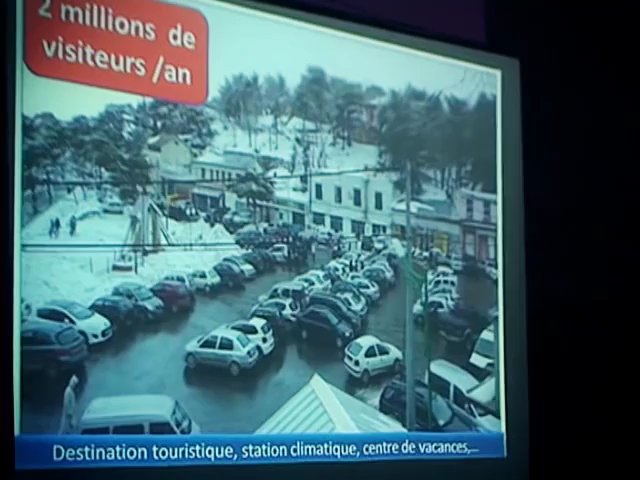 2 millions de
visiteurs /an
Destination touristique, station climatique, centre de vacances,...